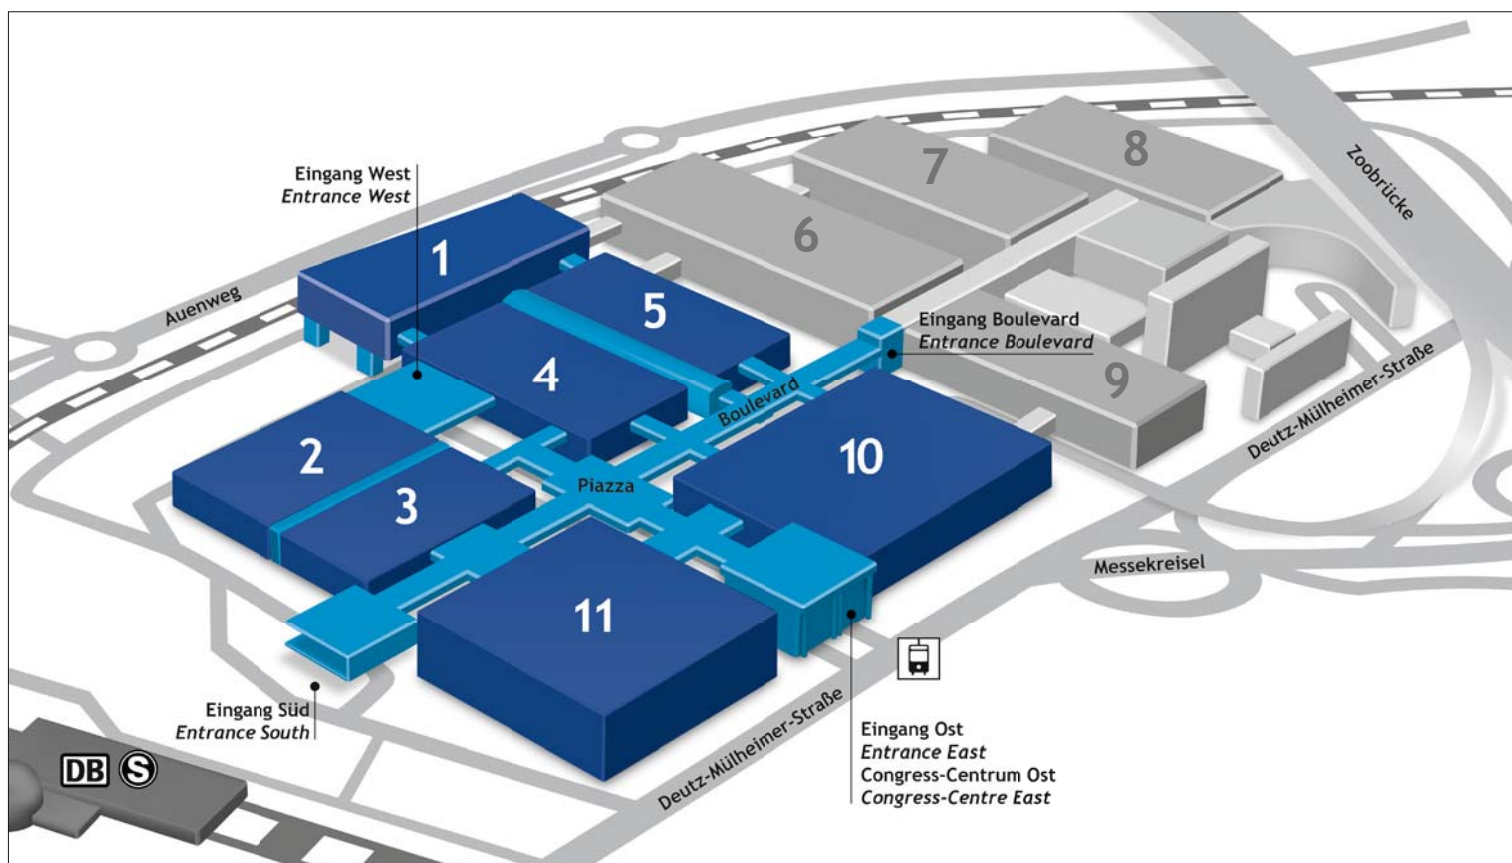 8
7
Zoobrücke
Eingang West
Entrance West
6
1
Auenweg
5
Eingang Boulevard
Entrance Boulevard
4
9
Boulevard
Deutz-Mülheimer-Straße
2
10
3
Piazza
Messekreisel
11
Eingang Süd
Entrance South
Deutz-Mülheimer-Straße
Eingang Ost
Entrance East
Congress-Centrum Ost
Congress-Centre East
DB S